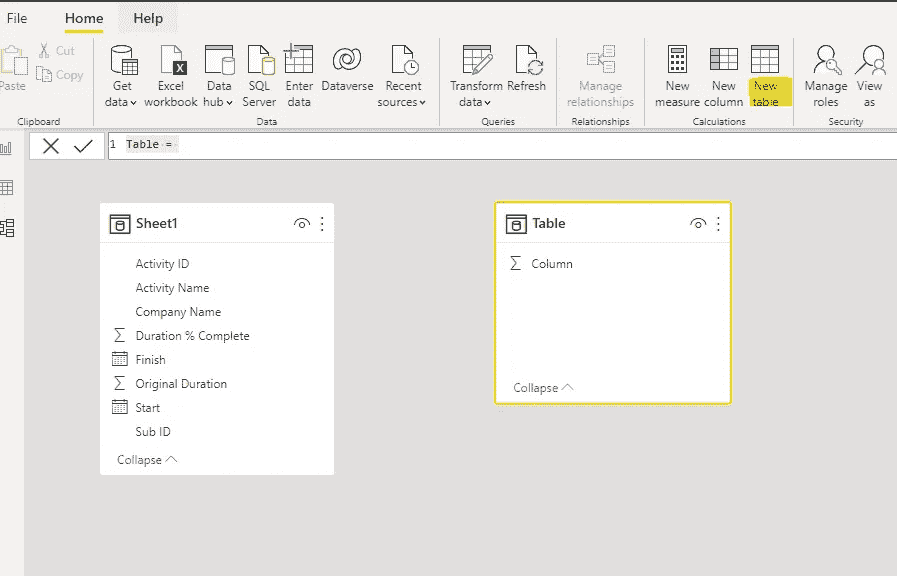 File Home Help
Cut
Copy
Paste
Get data
Excel workbook
Data hub
SQL Server
Enter data
Dataverse
Recent sources
Transform data
Refresh
Manage relationships
New measure
New column
New table
Manage roles
View as
Clipboard Data Queries Relationships Calculations Security
1 Table =
Sheet1
Activity ID
Activity Name
Company Name
Duration % Complete
Finish
Original Duration
Start
Sub ID
Collapse
Table
Column
Collapse